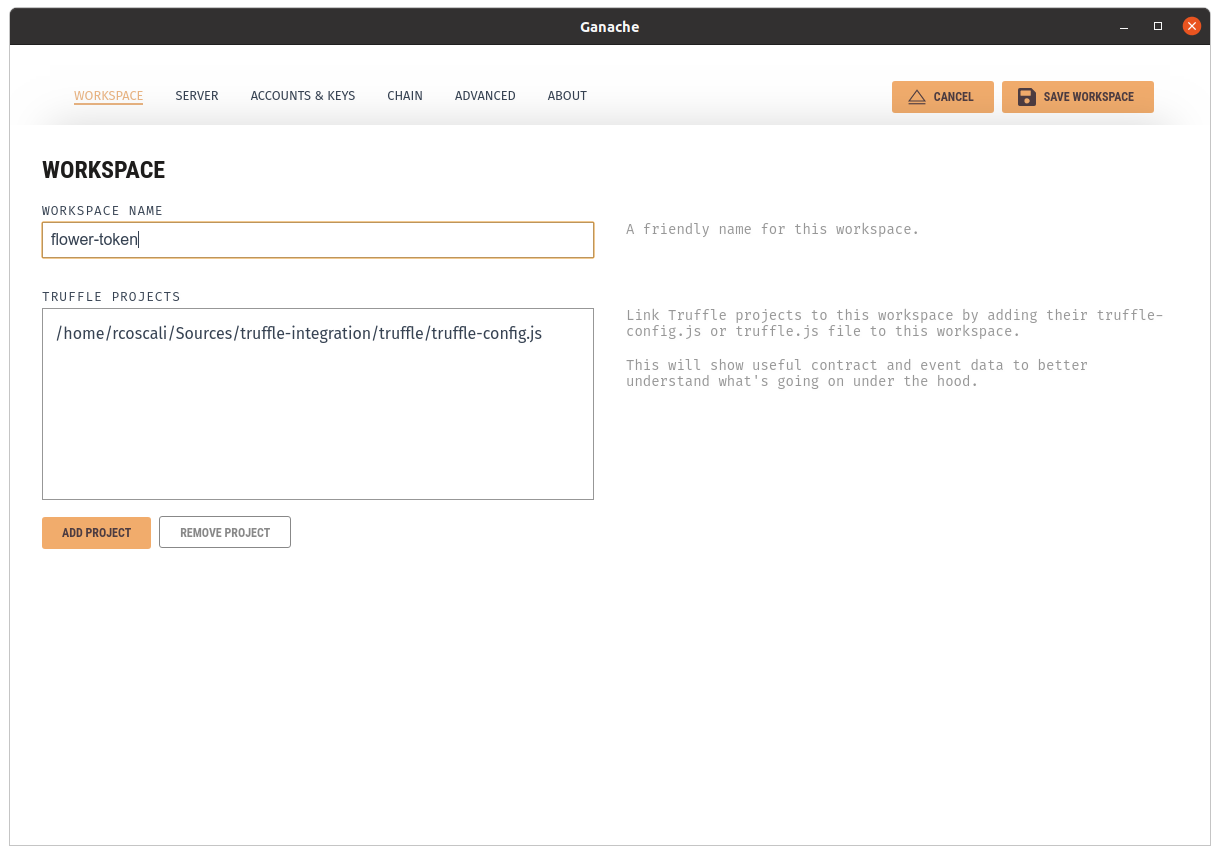 Ganache
WORKSPACE SERVER ACCOUNTS & KEYS CHAIN ADVANCED ABOUT CANCEL SAVE WORKSPACE
WORKSPACE
WORKSPACE NAME
flower-token
A friendly name for this workspace.
TRUFFLE PROJECTS
/home/rcoscali/Sources/truffle-integration/truffle/truffle-config.js
Link Truffle projects to this workspace by adding their truffle-
config.js or truffle.js file to this workspace.
This will show useful contract and event data to better
understand what's going on under the hood.
ADD PROJECT REMOVE PROJECT